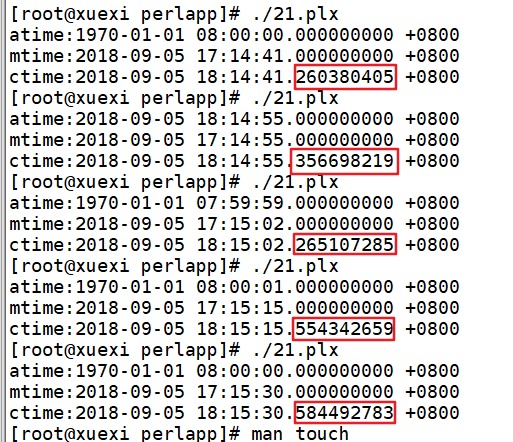 [root@xuexi perlapp]# ./21.plx
atime:1970-01-01 08:00:00.000000000 +0800
mtime:2018-09-05 17:14:41.000000000 +0800
ctime:2018-09-05 18:14:41.260380405 +0800
[root@xuexi perlapp]# ./21.plx
atime:2018-09-05 18:14:55.000000000 +0800
mtime:2018-09-05 18:14:55.000000000 +0800
ctime:2018-09-05 18:14:55.356698219 +0800
[root@xuexi perlapp]# ./21.plx
atime:1970-01-01 07:59:59.000000000 +0800
mtime:2018-09-05 17:15:02.000000000 +0800
ctime:2018-09-05 18:15:02.265107285 +0800
[root@xuexi perlapp]# ./21.plx
atime:1970-01-01 08:00:01.000000000 +0800
mtime:2018-09-05 17:15:15.000000000 +0800
ctime:2018-09-05 18:15:15.554342659 +0800
[root@xuexi perlapp]# ./21.plx
atime:1970-01-01 08:00:00.000000000 +0800
mtime:2018-09-05 17:15:30.000000000 +0800
ctime:2018-09-05 18:15:30.584492783 +0800
[root@xuexi perlapp]# man touch